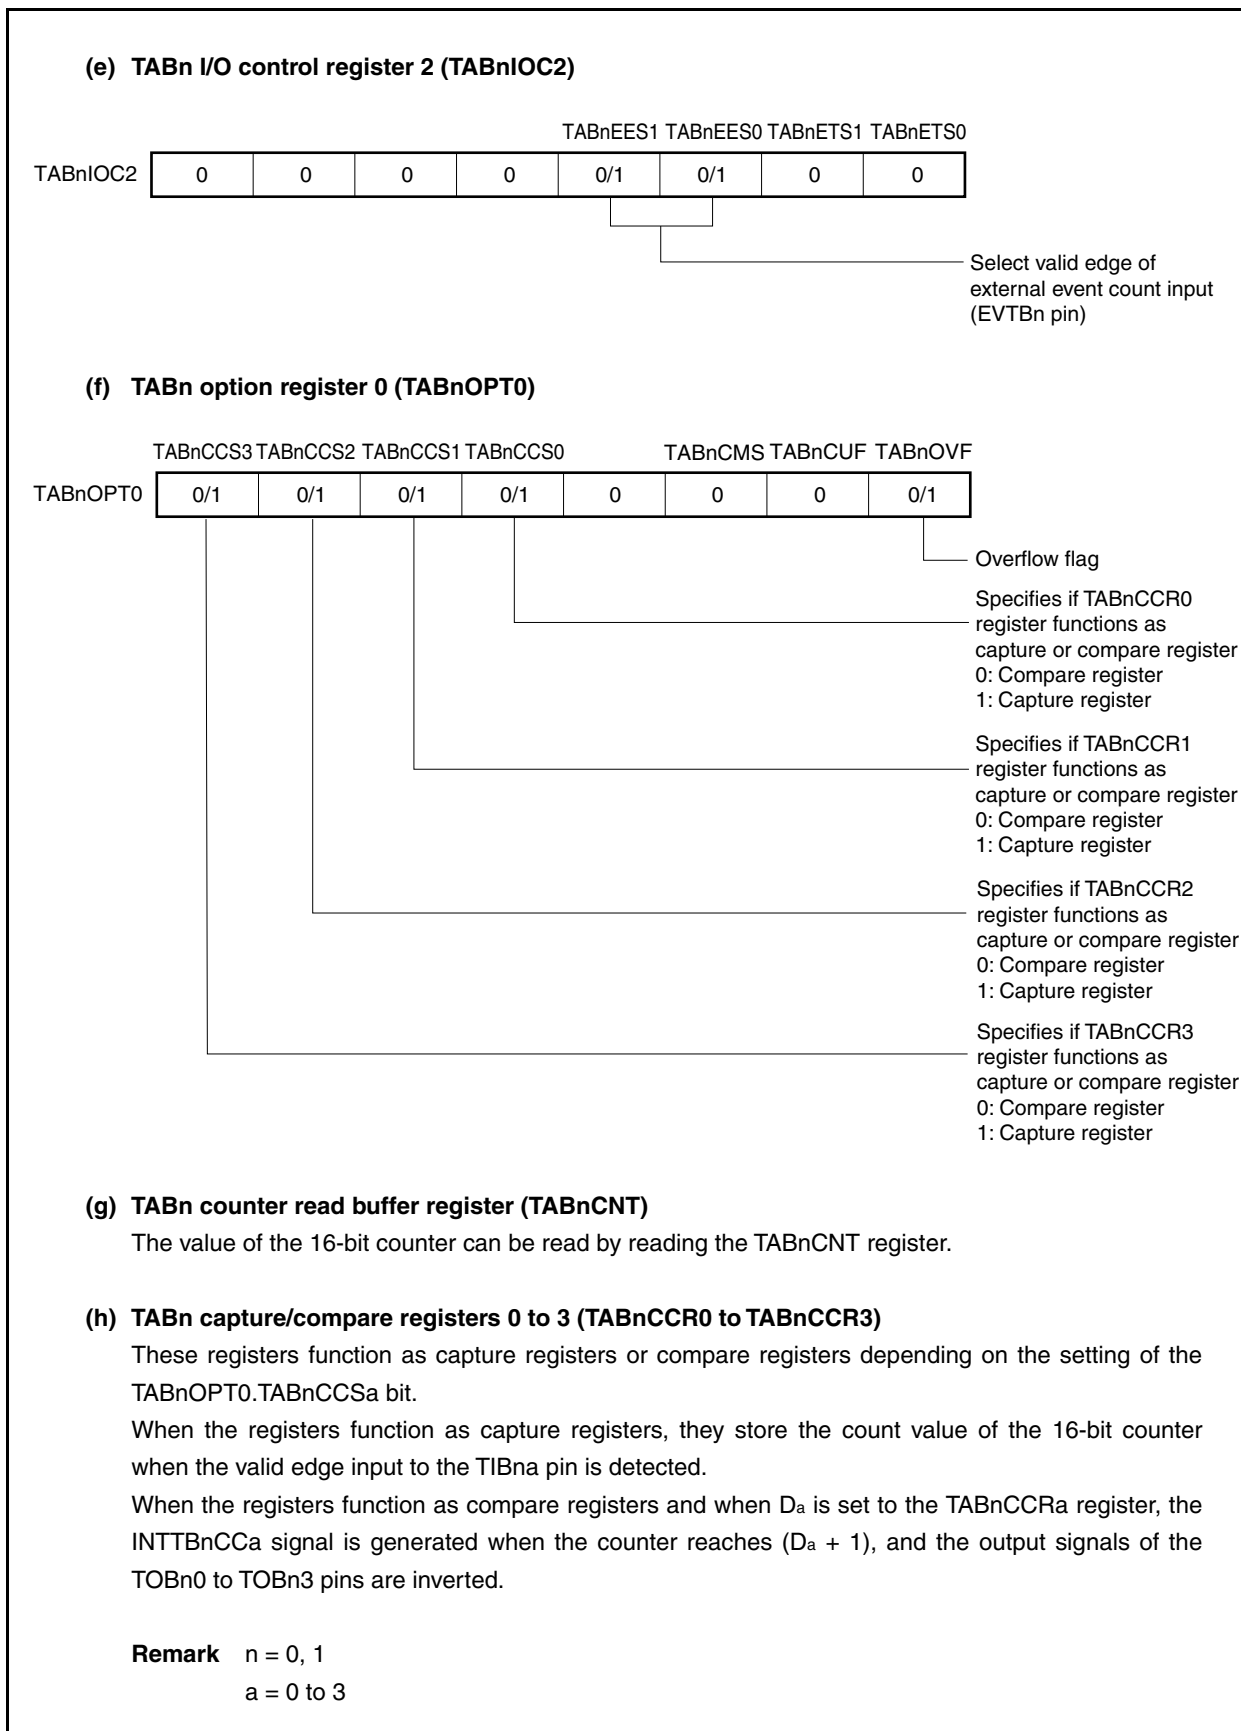 (e) TABn I/O control register 2 (TABnIOC2)
TABnEES1 TABnEES0 TABnETS1 TABnETS0
TABnIOC2 0 0 0 0 0/1 0/1 0 0
Select valid edge of
external event count input
(EVTBn pin)
(f) TABn option register 0 (TABnOPT0)
TABnCCS3 TABnCCS2 TABnCCS1 TABnCCS0 TABnCMS TABnCUF TABnOVF
TABnOPT0 0/1 0/1 0/1 0/1 0 0 0 0/1
Overflow flag
Specifies if TABnCCR0
register functions as
capture or compare register
0: Compare register
1: Capture register
Specifies if TABnCCR1
register functions as
capture or compare register
0: Compare register
1: Capture register
Specifies if TABnCCR2
register functions as
capture or compare register
0: Compare register
1: Capture register
Specifies if TABnCCR3
register functions as
capture or compare register
0: Compare register
1: Capture register
(g) TABn counter read buffer register (TABnCNT)
The value of the 16-bit counter can be read by reading the TABnCNT register.
(h) TABn capture/compare registers 0 to 3 (TABnCCR0 to TABnCCR3)
These registers function as capture registers or compare registers depending on the setting of the
TABnOPT0.TABnCCSa bit.
When the registers function as capture registers, they store the count value of the 16-bit counter
when the valid edge input to the TIBna pin is detected.
When the registers function as compare registers and when Da is set to the TABnCCRa register, the
INTTBnCCa signal is generated when the counter reaches (Da + 1), and the output signals of the
TOBn0 to TOBn3 pins are inverted.
Remark n = 0, 1
a = 0 to 3